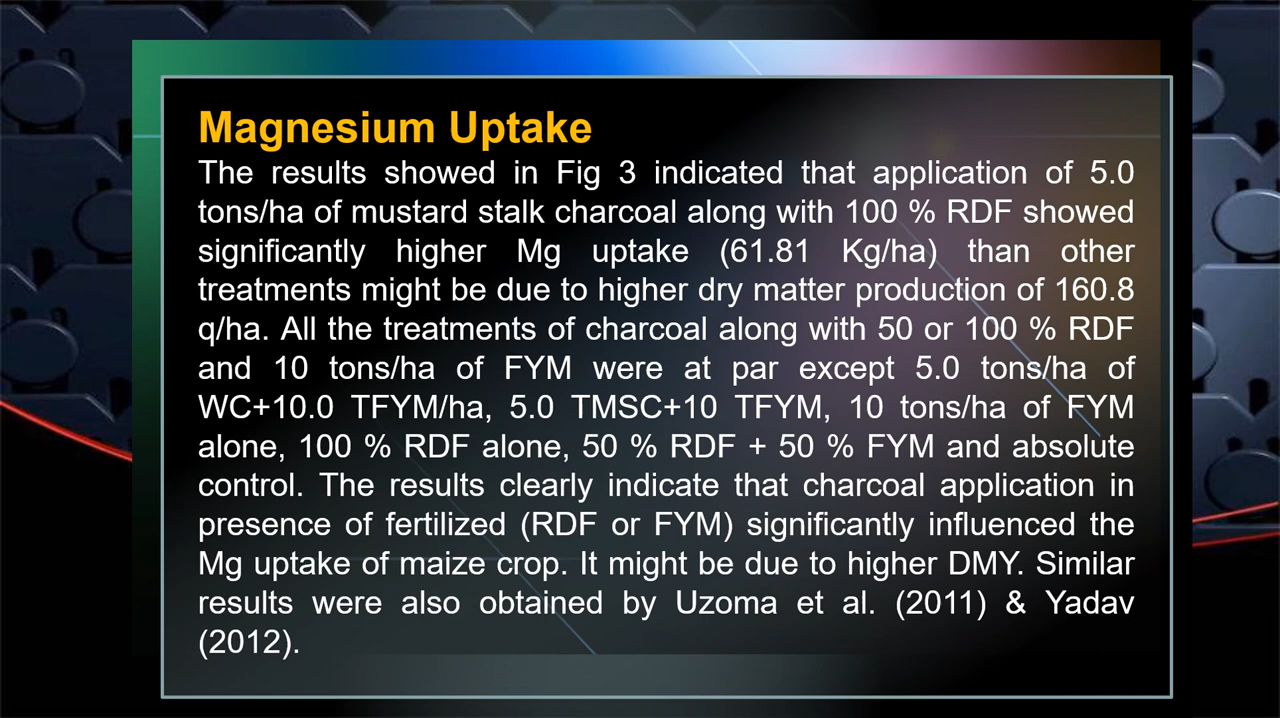 Magnesium Uptake
The results showed in Fig 3 indicated that application of 5.0
tons/ha of mustard stalk charcoal along with 100 % RDF showed
significantly higher Mg uptake (61.81 Kg/ha) than other
treatments might be due to higher dry matter production of 160.8
q/ha. All the treatments of charcoal along with 50 or 100 % RDF
and 10 tons/ha of FYM were at par except 5.0 tons/ha of
WC+10.0 TFYM/ha, 5.0 TMSC+10 TFYM, 10 tons/ha of FYM
alone, 100 % RDF alone, 50 % RDF + 50 % FYM and absolute
control. The results clearly indicate that charcoal application in
presence of fertilized (RDF or FYM) significantly influenced the
Mg uptake of maize crop. It might be due to higher DMY. Similar
results were also obtained by Uzoma et al. (2011) & Yadav
(2012).